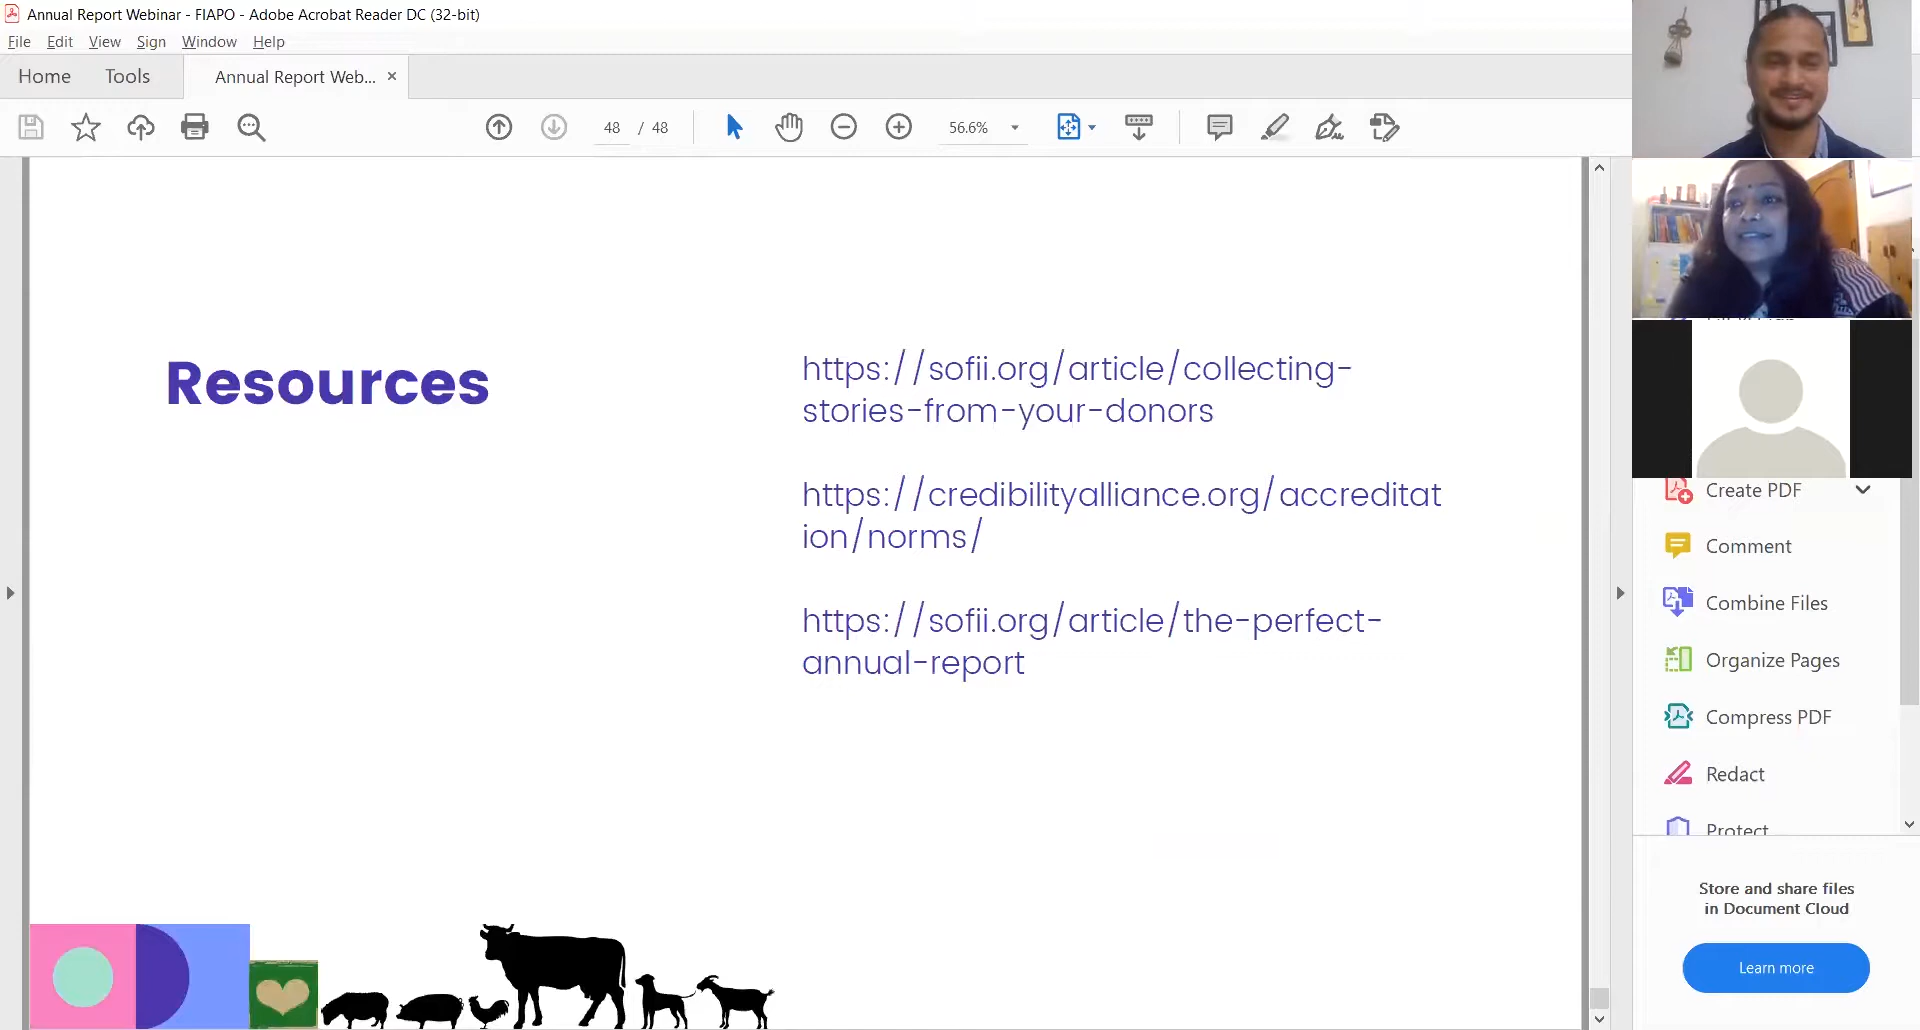 Annual Report Webinar - FIAPO - Adobe Acrobat Reader DC (32-bit)
File Edit View Sign Window Help
Home Tools Annual Report Web... ×
48 / 48 56.6%
Resources
https://sofii.org/article/collecting-
stories-from-your-donors
https://credibilityalliance.org/accreditat
ion/norms/
https://sofii.org/article/the-perfect-
annual-report
Create PDF
Comment
Combine Files
Organize Pages
Compress PDF
Redact
Protect
Store and share files
in Document Cloud
Learn more